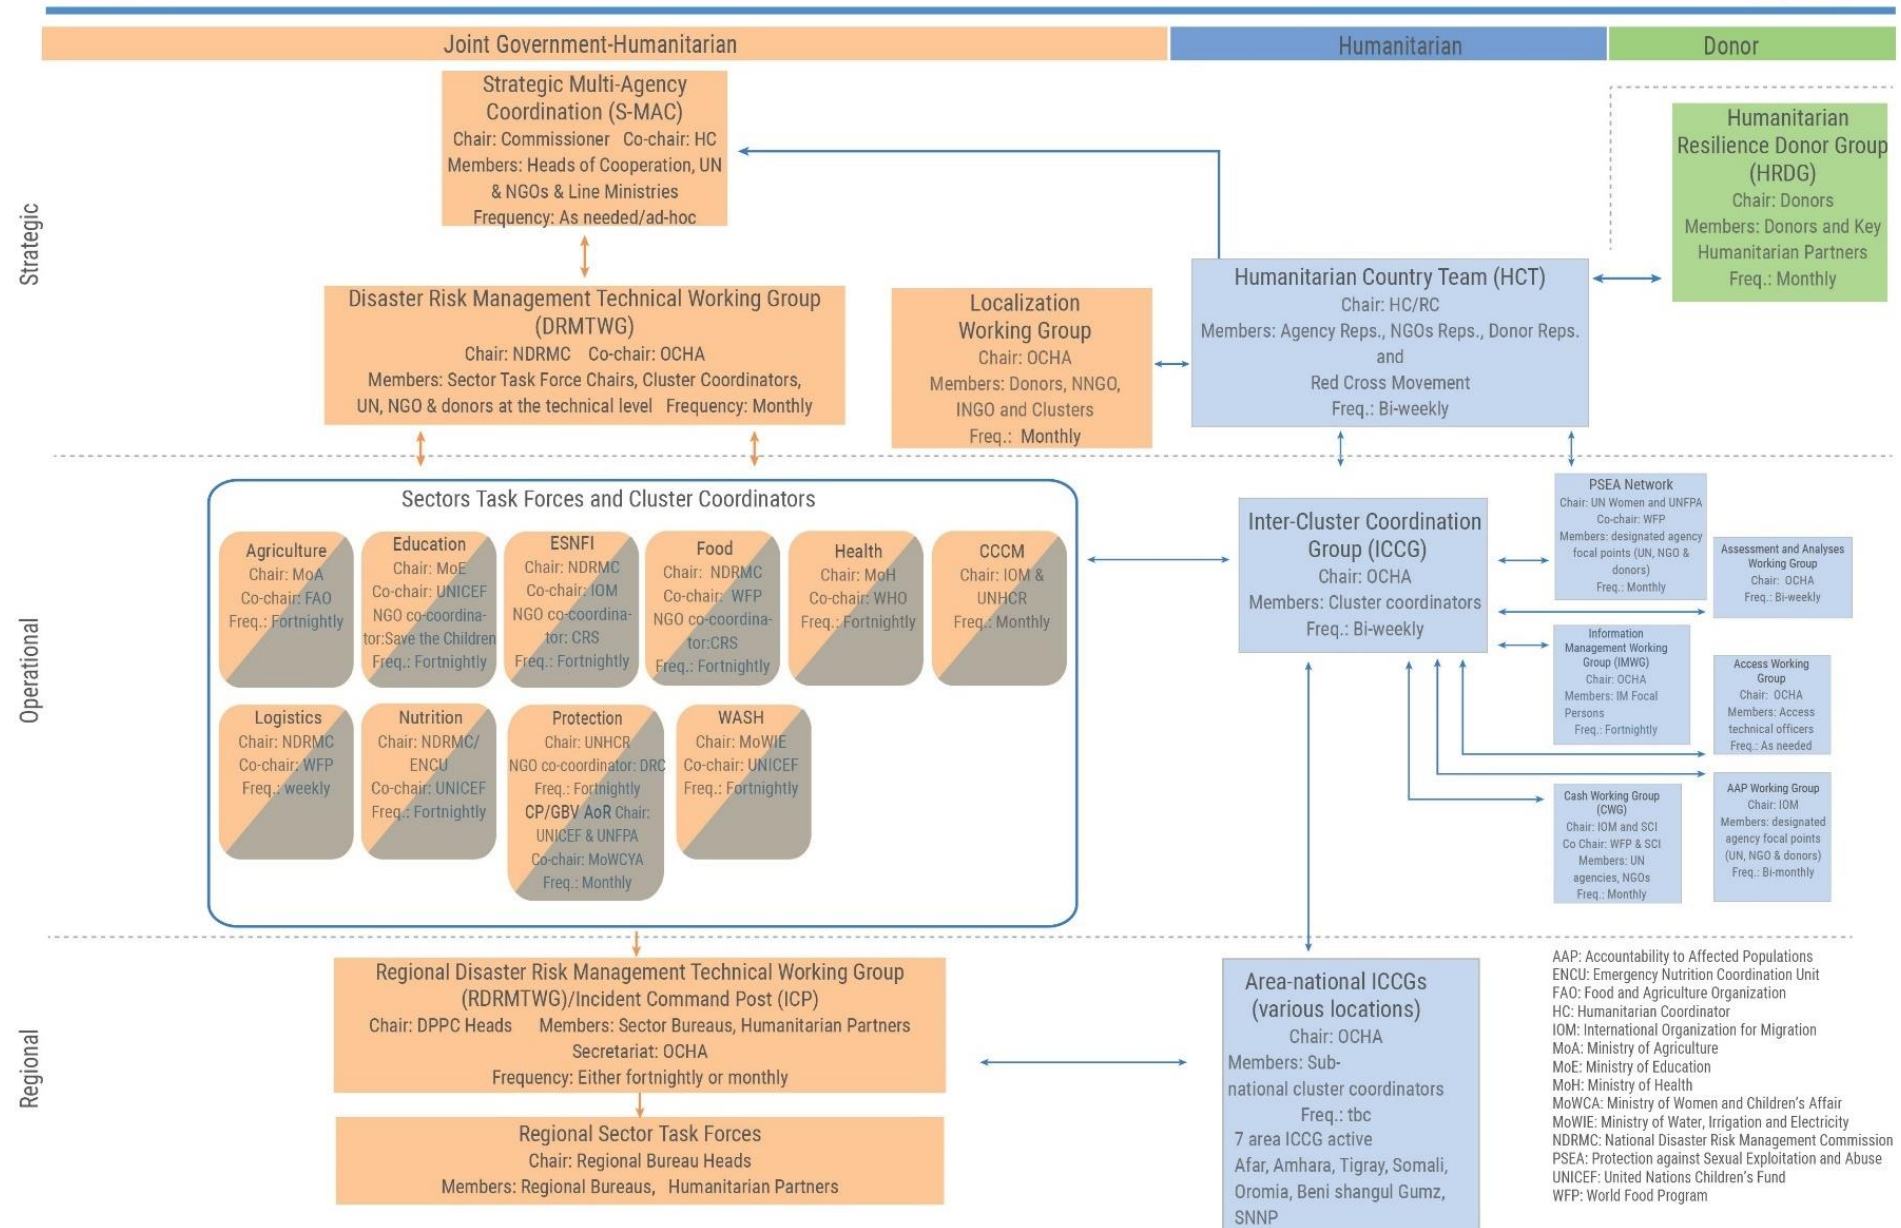 Joint Government-Humanitarian
Humanitarian
Donor
Strategic
Strategic Multi-Agency
Coordination (S-MAC)
Chair: Commissioner Co-chair: HC
Members: Heads of Cooperation, UN
& NGOs & Line Ministries
Frequency: As needed/ad-hoc
Humanitarian
Resilience Donor Group
(HRDG)
Chair: Donors
Members: Donors and Key
Humanitarian Partners
Freq.: Monthly
Disaster Risk Management Technical Working Group
(DRMTWG)
Chair: NDRMC Co-chair: OCHA
Members: Sector Task Force Chairs, Cluster Coordinators,
UN, NGO & donors at the technical level Frequency: Monthly
Localization
Working Group
Chair: OCHA
Members: Donors, NNGO,
INGO and Clusters
Freq.: Monthly
Humanitarian Country Team (HCT)
Chair: HC/RC
Members: Agency Reps., NGOs Reps., Donor Reps.
and
Red Cross Movement
Freq.: Bi-weekly
Operational
Sectors Task Forces and Cluster Coordinators
Agriculture
Chair: MoA
Co-chair: FAO
Freq.: Fortnightly
Education
Chair: MoE
Co-chair: UNICEF
NGO co-coordina-
tor:Save the Children
Freq.: Fortnightly
ESNFI
Chair: NDRMC
Co-chair: IOM
NGO co-coordina-
tor: CRS
Freq.: Fortnightly
Food
Chair: NDRMC
Co-chair: WFP
NGO co-coordina-
tor:CRS
Freq.: Fortnightly
Health
Chair: MoH
Co-chair: WHO
Freq.: Fortnightly
CCCM
Chair: IOM &
UNHCR
Freq.: Monthly
Logistics
Chair: NDRMC
Co-chair: WFP
Freq.: weekly
Nutrition
Chair: NDRMC/
ENCU
Co-chair: UNICEF
Freq.: Fortnightly
Protection
Chair: UNHCR
NGO co-coordinator: DRC
Freq.: Fortnightly
CP/GBV AoR Chair:
UNICEF & UNFPA
Co-chair: MoWCYA
Freq.: Monthly
WASH
Chair: MoWIE
Co-chair: UNICEF
Freq.: Fortnightly
Inter-Cluster Coordination
Group (ICCG)
Chair: OCHA
Members: Cluster coordinators
Freq.: Bi-weekly
PSEA Network
Chair: UN Women and UNFPA
Co-chair: WFP
Members: designated agency
focal points (UN, NGO &
donors)
Freq.: Monthly
Assessment and Analyses
Working Group
Chair: OCHA
Freq.: Bi-weekly
Information
Management Working
Group (IMWG)
Chair: OCHA
Members: IM Focal
Persons
Freq.: Fortnightly
Access Working
Group
Chair: OCHA
Members: Access
technical officers
Freq.: As needed
Cash Working Group
(CWG)
Chair: IOM and SCI
Co Chair: WFP & SCI
Members: UN
agencies, NGOs
Freq.: Monthly
AAP Working Group
Chair: IOM
Members: designated
agency focal points
(UN, NGO & donors)
Freq.: Bi-monthly
Regional
Regional Disaster Risk Management Technical Working Group
(RDRMTWG)/Incident Command Post (ICP)
Chair: DPPC Heads Members: Sector Bureaus, Humanitarian Partners
Secretariat: OCHA
Frequency: Either fortnightly or monthly
Regional Sector Task Forces
Chair: Regional Bureau Heads
Members: Regional Bureaus, Humanitarian Partners
Area-national ICCGs
(various locations)
Chair: OCHA
Members: Sub-
national cluster coordinators
Freq.: tbc
7 area ICCG active
Afar, Amhara, Tigray, Somali,
Oromia, Beni shangul Gumz,
SNNP
AAP: Accountability to Affected Populations
ENCU: Emergency Nutrition Coordination Unit
FAO: Food and Agriculture Organization
HC: Humanitarian Coordinator
IOM: International Organization for Migration
MoA: Ministry of Agriculture
MoE: Ministry of Education
MoH: Ministry of Health
MoWCA: Ministry of Women and Children's Affair
MoWIE: Ministry of Water, Irrigation and Electricity
NDRMC: National Disaster Risk Management Commission
PSEA: Protection against Sexual Exploitation and Abuse
UNICEF: United Nations Children's Fund
WFP: World Food Program